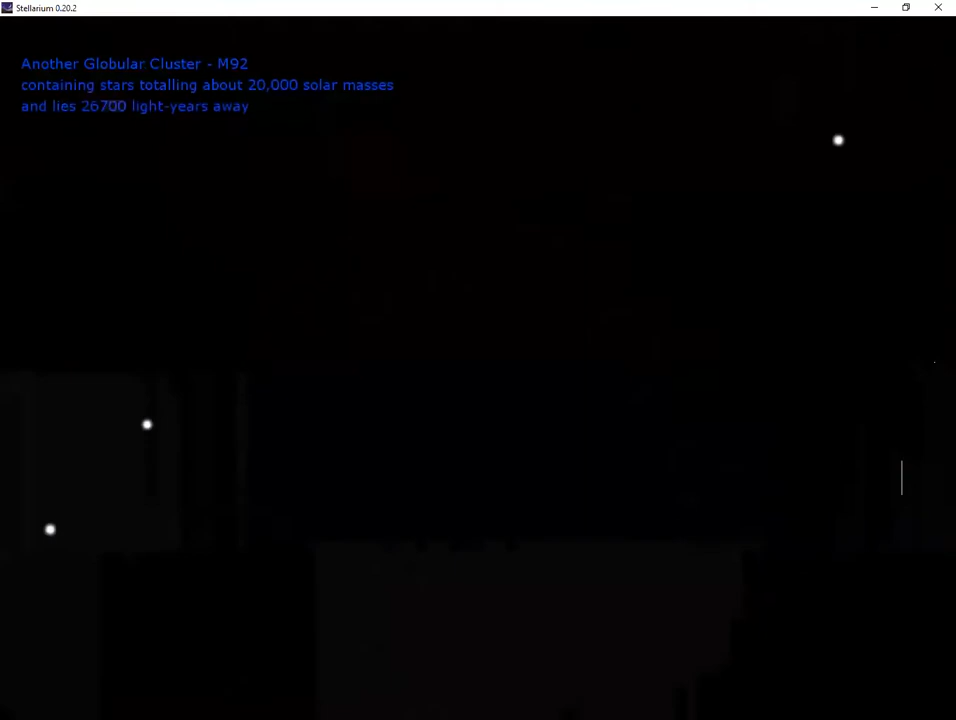 Stellarium 0.20.2
Another Globular Cluster - M92
containing stars totalling about 20,000 solar masses
and lies 26700 light-years away